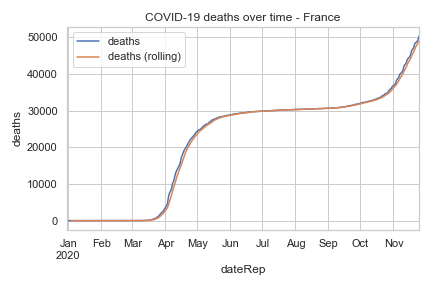 COVID-19 deaths over time - France
deaths
deaths (rolling)
50000
40000
30000
20000
10000
0
deaths
Jan Feb Mar Apr May Jun Jul Aug Sep Oct Nov
2020
dateRep